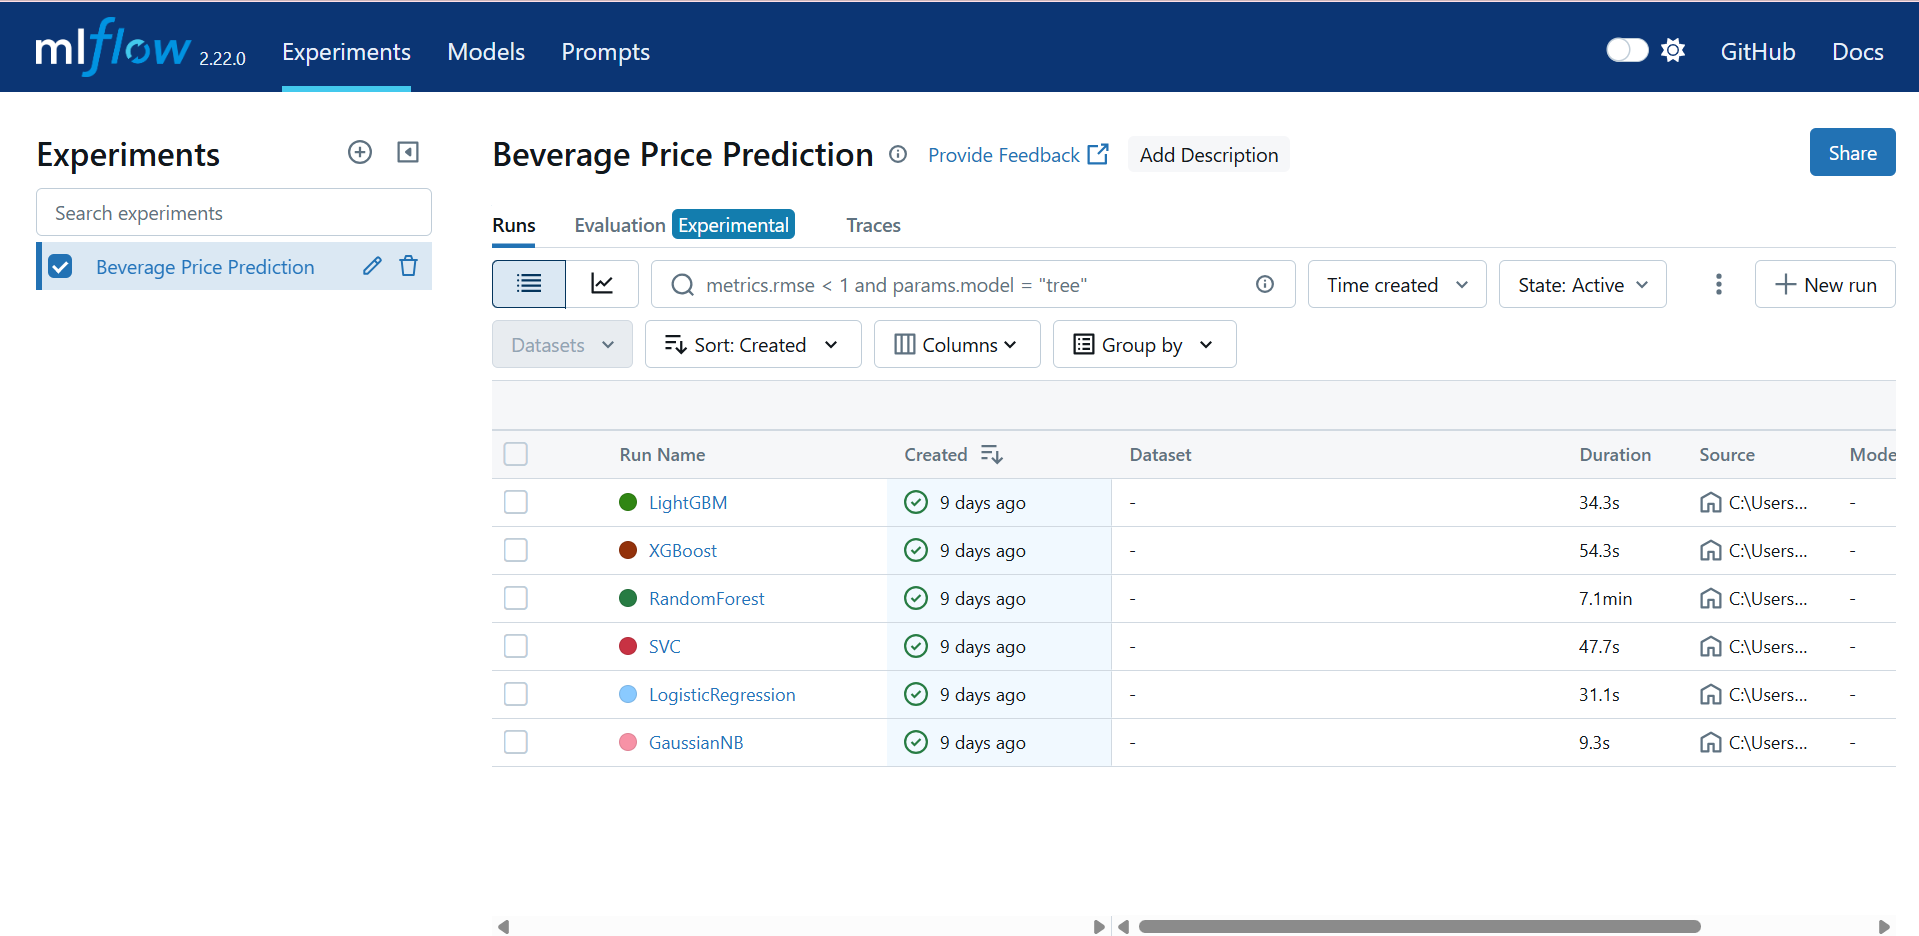 mlflow 2.22.0 Experiments Models Prompts GitHub Docs
Experiments
Search experiments
Beverage Price Prediction
Beverage Price Prediction Provide Feedback Add Description Share
Runs Evaluation Experimental Traces
metrics.rmse < 1 and params.model = "tree" Time created State: Active New run
Datasets Sort: Created Columns Group by
Run Name Created Dataset Duration Source Mode
LightGBM 9 days ago - 34.3s C:\Users... -
XGBoost 9 days ago - 54.3s C:\Users... -
RandomForest 9 days ago - 7.1min C:\Users... -
SVC 9 days ago - 47.7s C:\Users... -
LogisticRegression 9 days ago - 31.1s C:\Users... -
GaussianNB 9 days ago - 9.3s C:\Users... -